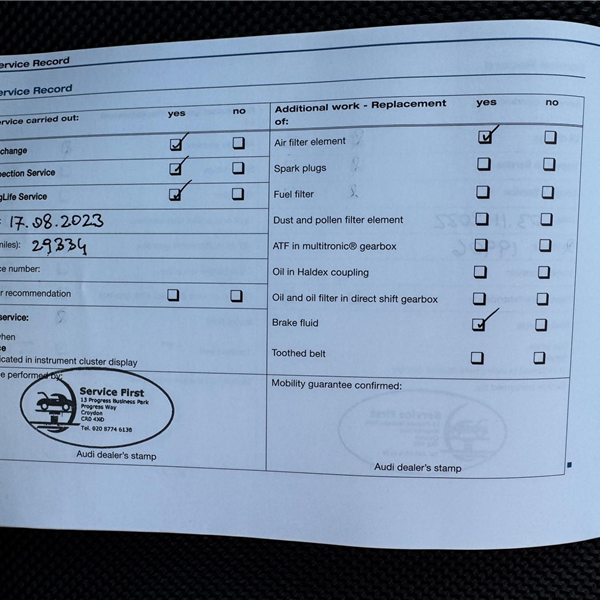 ervice Record
ervice Record
ervice carried out: yes no
change
ection Service
gLife Service
: 17.08.2023
miles): 29334
ce number:
r recommendation
service:
hen
ce
icated in instrument cluster display
e performed by:
Service First
13 Progress Business Park
Progress Way
Croydon
CR0 4XD
Tel. 020 8774 6136
Audi dealer's stamp
Additional work - Replacement of: yes no
Air filter element
Spark plugs
Fuel filter
Dust and pollen filter element
ATF in multitronic® gearbox
Oil in Haldex coupling
Oil and oil filter in direct shift gearbox
Brake fluid
Toothed belt
Mobility guarantee confirmed:
Audi dealer's stamp